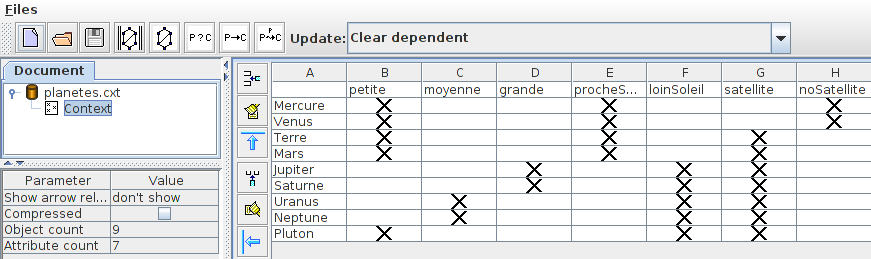 Files
P?C P→C P→C P Update: Clear dependent
Document
planetes.cxt
Context
Parameter Value
Show arrow rel... don't show
Compressed
Object count 9
Attribute count 7
A B C D E F G H
petite moyenne grande procheS... loinSoleil satellite noSatellite
Mercure
Venus
Terre
Mars
Jupiter
Saturne
Uranus
Neptune
Pluton